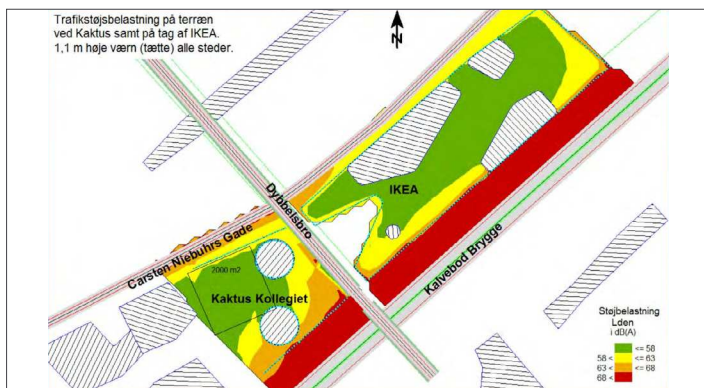 Trafikstøjsbelastning på terræn
ved Kaktus samt på tag af IKEA.
1,1 m høje værn (tætte) alle steder.
N
IKEA
Dybbelsbro
Carsten Niebuhrs Gade
2000 m2
Kaktus Kollegiet
Kalvebod Brygge
Støjbelastning
Lden
i dB(A)
<= 58
58 < <= 63
63 < <= 68
68 <